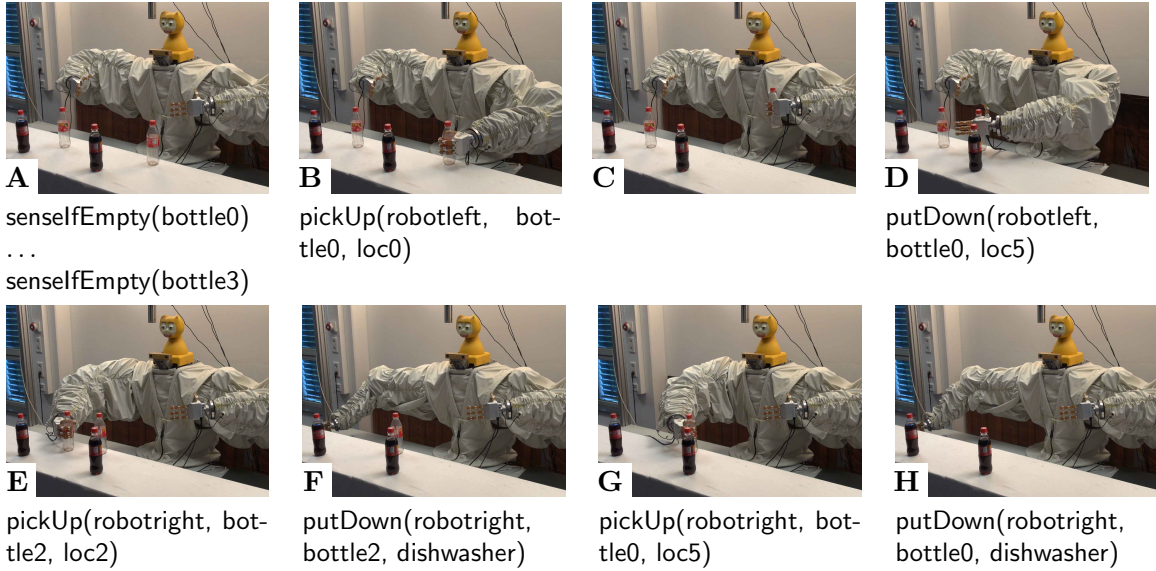 A
B
C
D
senseIfEmpty(bottle0)
. . .
senseIfEmpty(bottle3)
pickUp(robotleft, bot-
tle0, loc0)
putDown(robotleft,
bottle0, loc5)
E
F
G
H
pickUp(robotright, bot-
tle2, loc2)
putDown(robotright,
bottle2, dishwasher)
pickUp(robotright, bot-
tle0, loc5)
putDown(robotright,
bottle0, dishwasher)